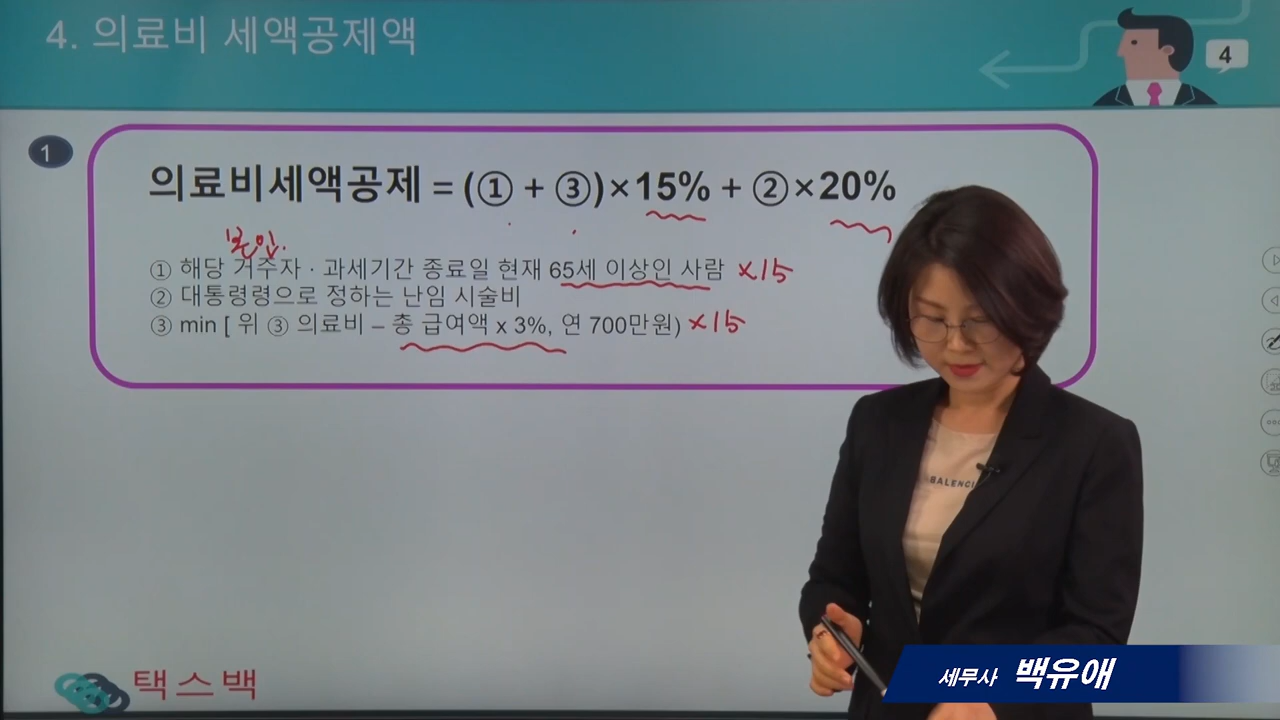 4. 의료비 세액공제액
4
1
의료비세액공제 = (① + ③)×15% + ②×20%
본인.
① 해당 거주자 · 과세기간 종료일 현재 65세 이상인 사람 ×15
② 대통령령으로 정하는 난임 시술비
③ min [ 위 ③ 의료비 – 총 급여액 x 3%, 연 700만원) ×15
BALENCI
택스백
세무사 백유애